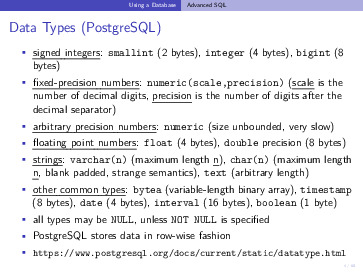 Using a Database Advanced SQL
Data Types (PostgreSQL)
signed integers: smallint (2 bytes), integer (4 bytes), bigint (8
bytes)
fixed-precision numbers: numeric(scale,precision) (scale is the
number of decimal digits, precision is the number of digits after the
decimal separator)
arbitrary precision numbers: numeric (size unbounded, very slow)
floating point numbers: float (4 bytes), double precision (8 bytes)
strings: varchar(n) (maximum length n), char(n) (maximum length
n, blank padded, strange semantics), text (arbitrary length)
other common types: bytea (variable-length binary array), timestamp
(8 bytes), date (4 bytes), interval (16 bytes), boolean (1 byte)
all types may be NULL, unless NOT NULL is specified
PostgreSQL stores data in row-wise fashion
https://www.postgresql.org/docs/current/static/datatype.html